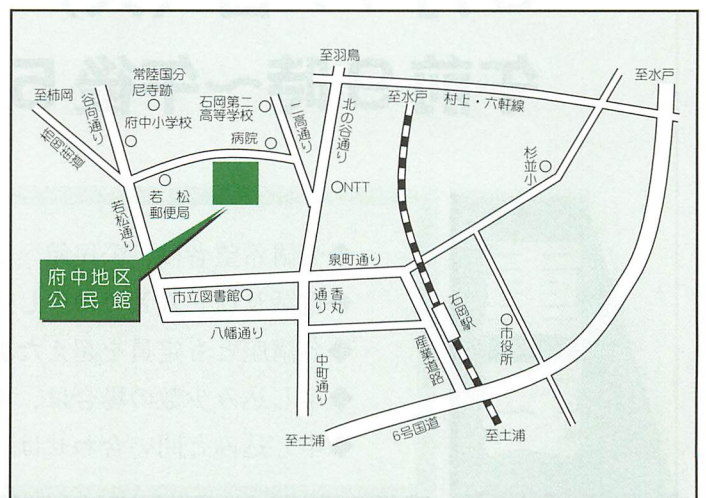 至羽鳥
常陸国分
尼寺跡
至柿岡
谷向通り
石岡第二
高等学校
二高通り
北の谷通り
至水戸
村上・六軒線
至水戸
府中小学校
病院
柿岡街道
杉並小
若松
郵便局
NTT
若松通り
府中地区
公民館
泉町通り
市立図書館
香丸
通り
石岡駅
市役所
八幡通り
中町通り
産業道路
至土浦
6号国道
至土浦